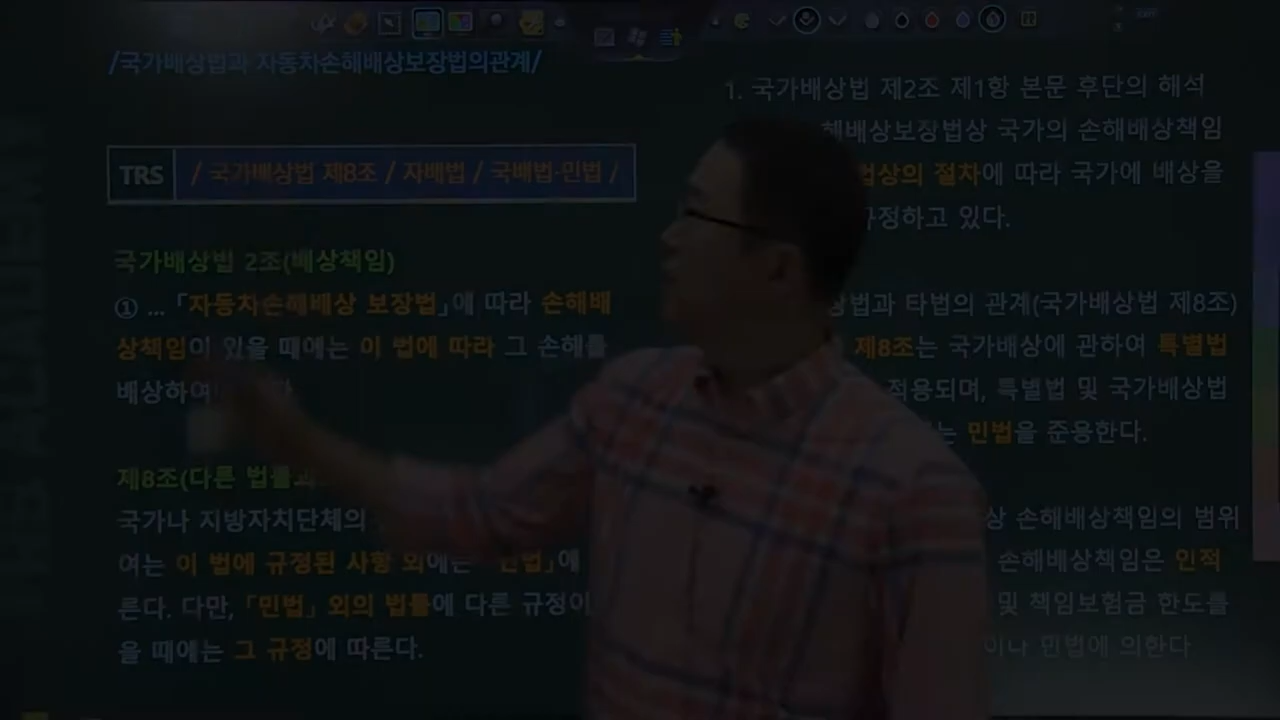 /국가배상법과 자동차손해배상보장법의관계/
TRS / 국가배상법 제8조 / 자배법 / 국배법·민법 /
국가배상법 2조(배상책임)
① ...「자동차손해배상 보장법」에 따라 손해배
상책임이 있을 때에는 이 법에 따라 그 손해를
배상하여
제8조(다른 법률과
국가나 지방자치단체의
여는 이 법에 규정된 사항 외에는 「민법」에
른다. 다만, 「민법」 외의 법률에 다른 규정이
을 때에는 그 규정에 따른다.
1. 국가배상법 제2조 제1항 본문 후단의 해석
해배상보장법상 국가의 손해배상책임
법상의 절차에 따라 국가에 배상을
규정하고 있다.
상법과 타법의 관계(국가배상법 제8조)
제8조는 국가배상에 관하여 특별법
적용되며, 특별법 및 국가배상법
는 민법을 준용한다.
상 손해배상책임의 범위
손해배상책임은 인적
및 책임보험금 한도를
이나 민법에 의한다